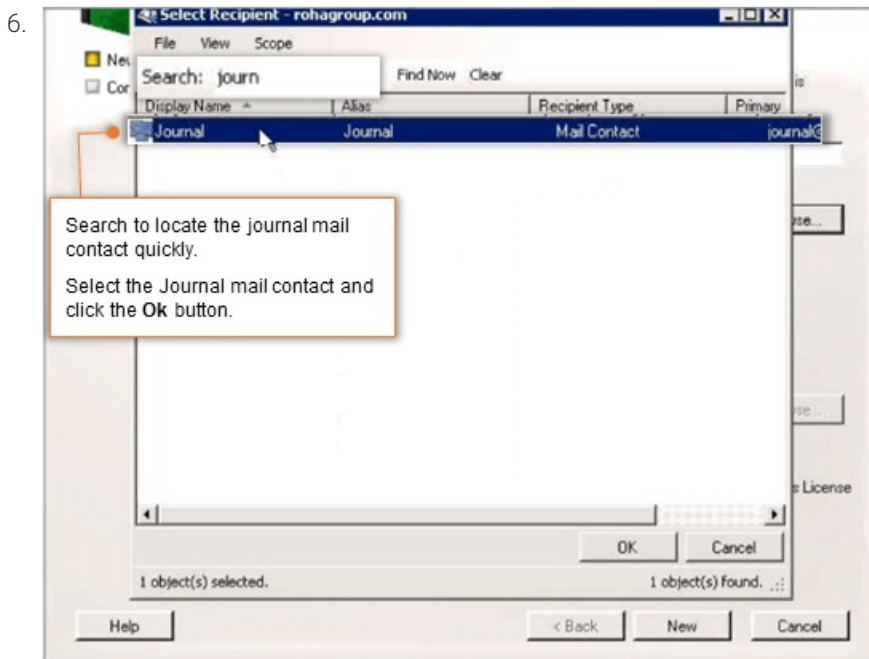 6.
Select Recipient - rohagroup.com
File View Scope
Search: journ Find Now Clear
Display Name Alias Recipient Type Primary
Journal Journal Mail Contact journal@
Search to locate the journal mail
contact quickly.
Select the Journal mail contact and
click the Ok button.
s License
OK Cancel
1 object(s) selected. 1 object(s) found.
Help < Back New Cancel